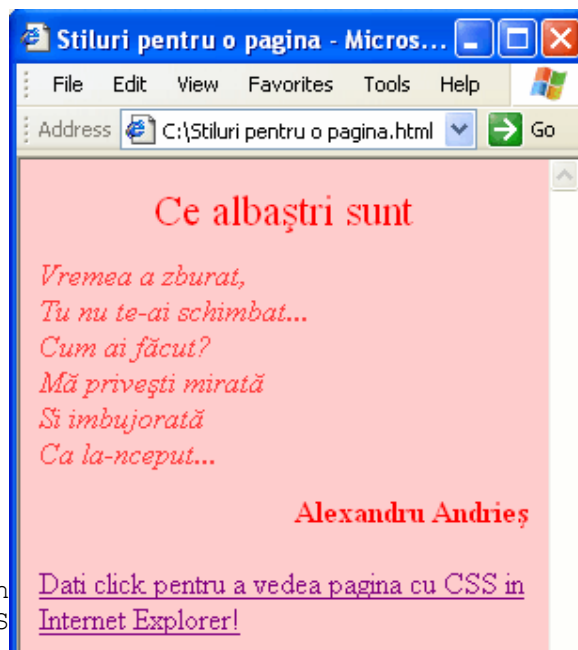 Stiluri pentru o pagina - Micros...
File Edit View Favorites Tools Help
Address C:\Stiluri pentru o pagina.html Go
Ce albaştri sunt
Vremea a zburat,
Tu nu te-ai schimbat...
Cum ai făcut?
Mă priveşti mirată
Si imbujorată
Ca la-nceput...
Alexandru Andrieş
Dati click pentru a vedea pagina cu CSS in
Internet Explorer!